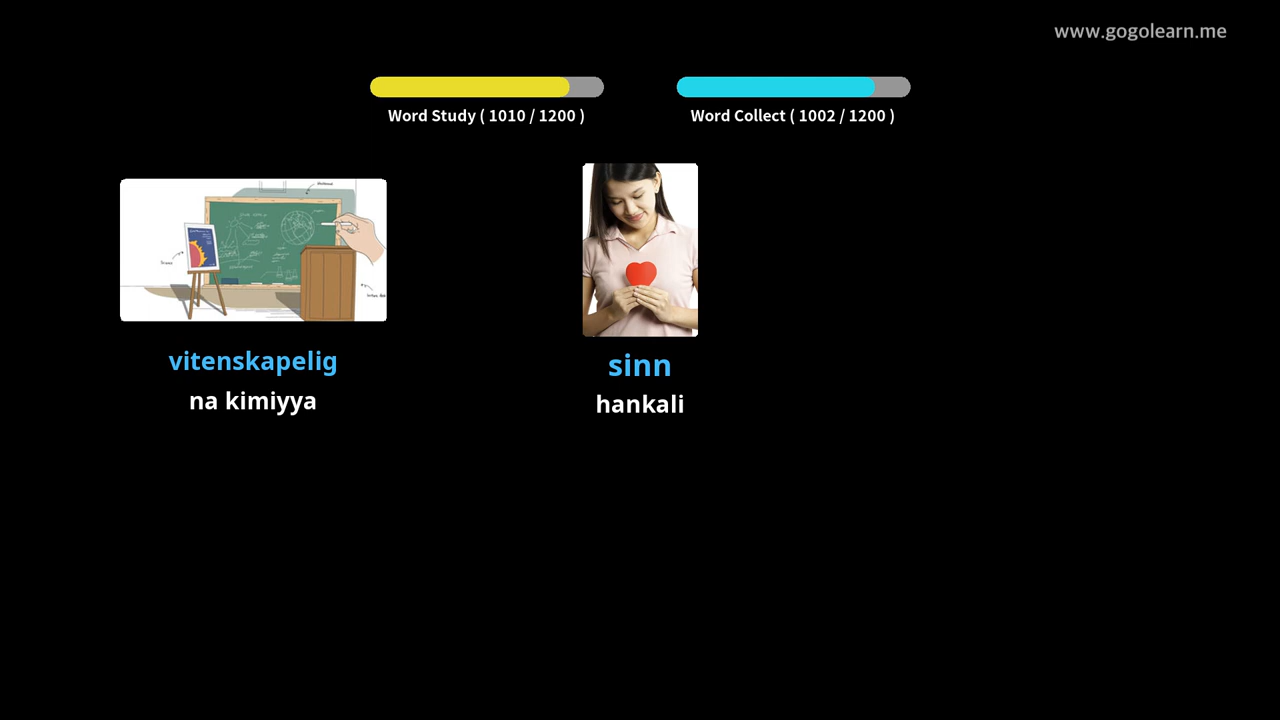 www.gogolearn.me
Word Study ( 1010 / 1200 )
Word Collect ( 1002 / 1200 )
vitenskapelig
na kimiyya
sinn
hankali